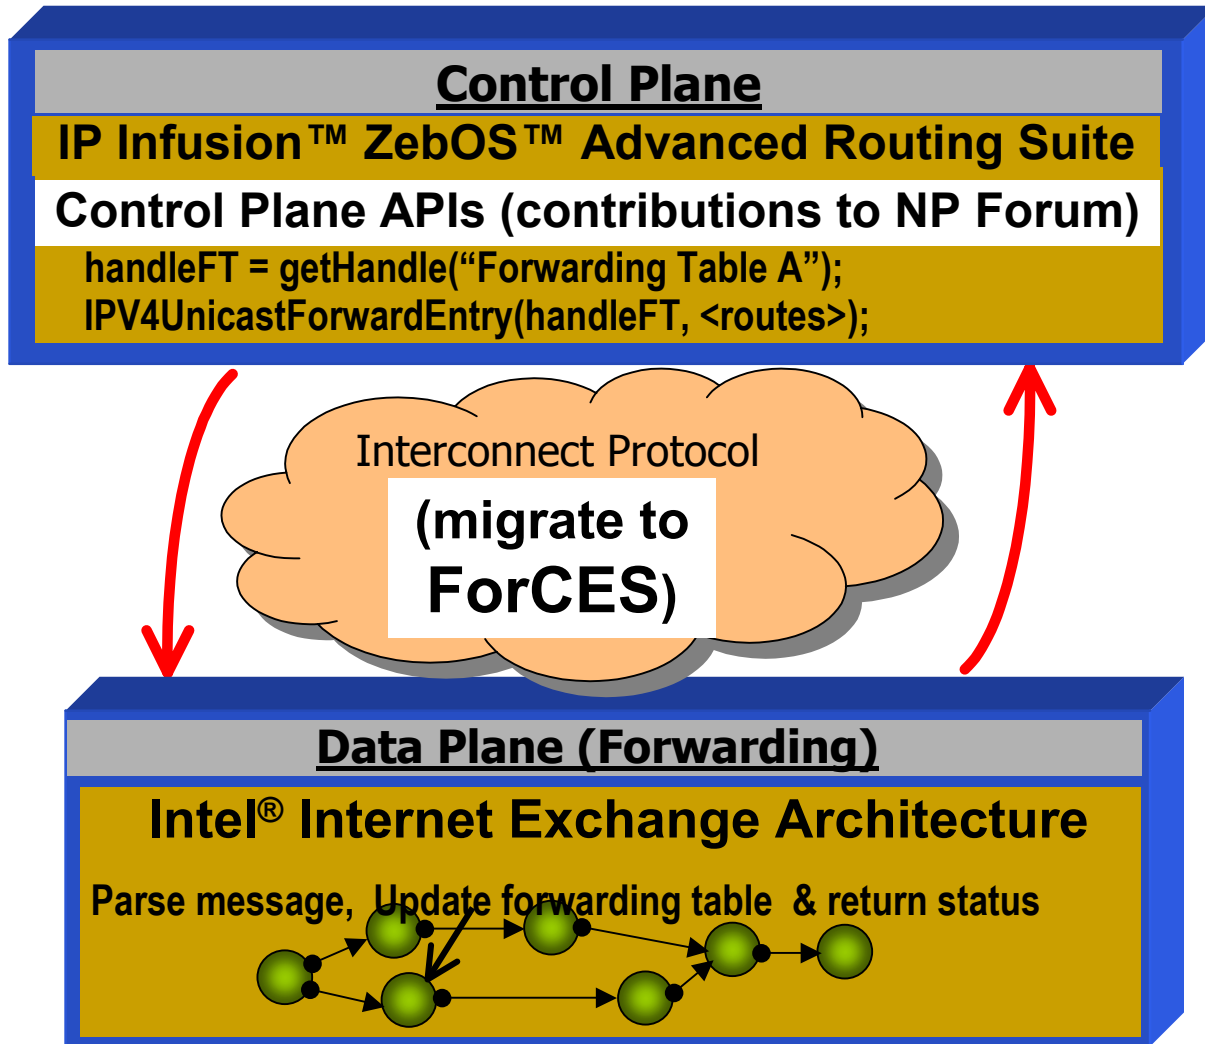 Control Plane
IP Infusion™ ZebOS™ Advanced Routing Suite
Control Plane APIs (contributions to NP Forum)
handleFT = getHandle(“Forwarding Table A”);
IPV4UnicastForwardEntry(handleFT, <routes>);
Interconnect Protocol
(migrate to
ForCES)
Data Plane (Forwarding)
Intel® Internet Exchange Architecture
Parse message, Update forwarding table & return status